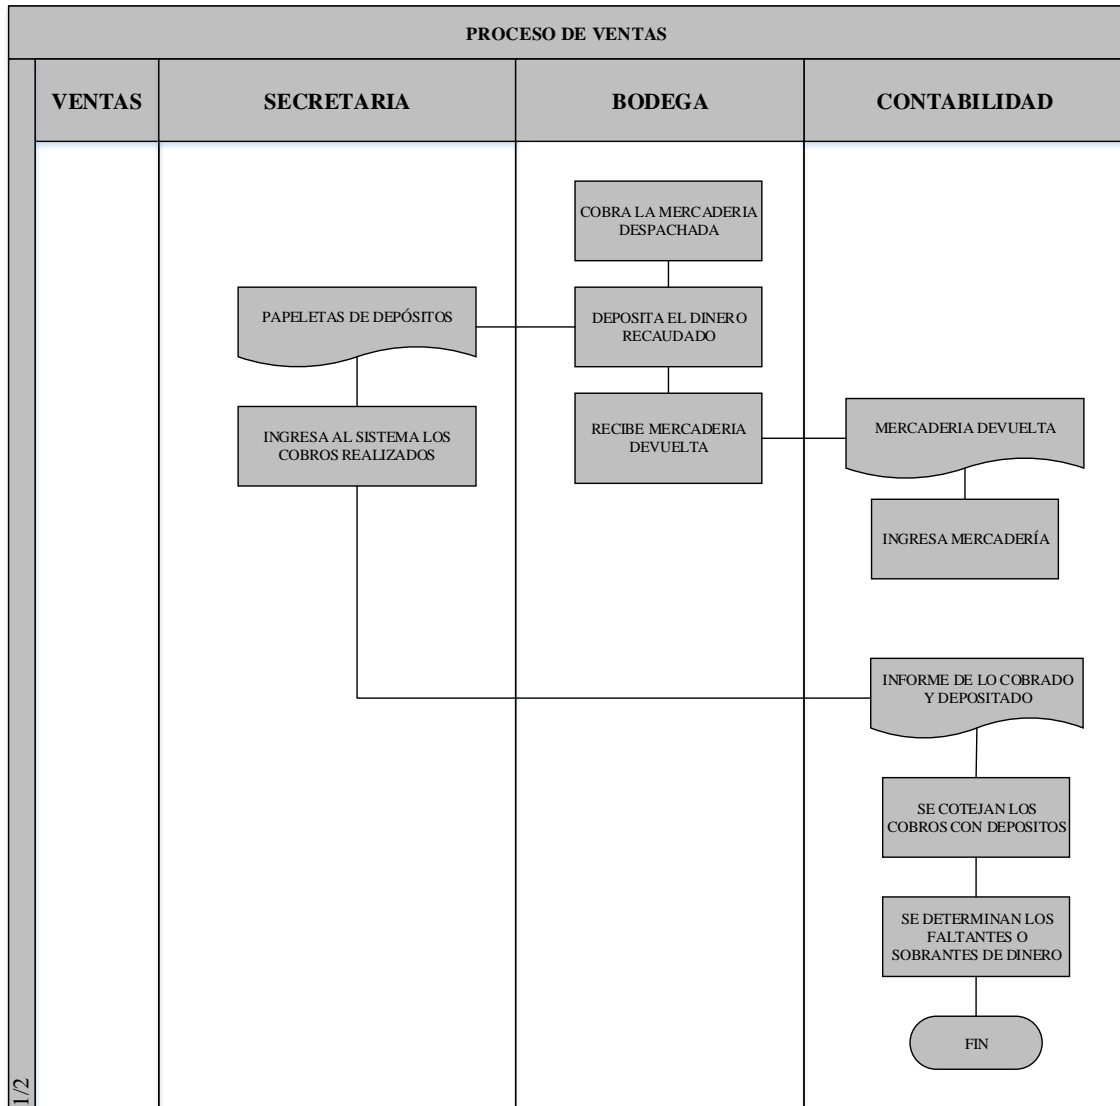 PROCESO DE VENTAS
VENTAS
SECRETARIA
BODEGA
CONTABILIDAD
COBRA LA MERCADERIA
DESPACHADA
PAPELETAS DE DEPÓSITOS
DEPOSITA EL DINERO
RECAUDADO
INGRESA AL SISTEMA LOS
COBROS REALIZADOS
RECIBE MERCADERIA
DEVUELTA
MERCADERIA DEVUELTA
INGRESA MERCADERÍA
INFORME DE LO COBRADO
Y DEPOSITADO
SE COTEJAN LOS
COBROS CON DEPOSITOS
SE DETERMINAN LOS
FALTANTES O
SOBRANTES DE DINERO
FIN
1/2